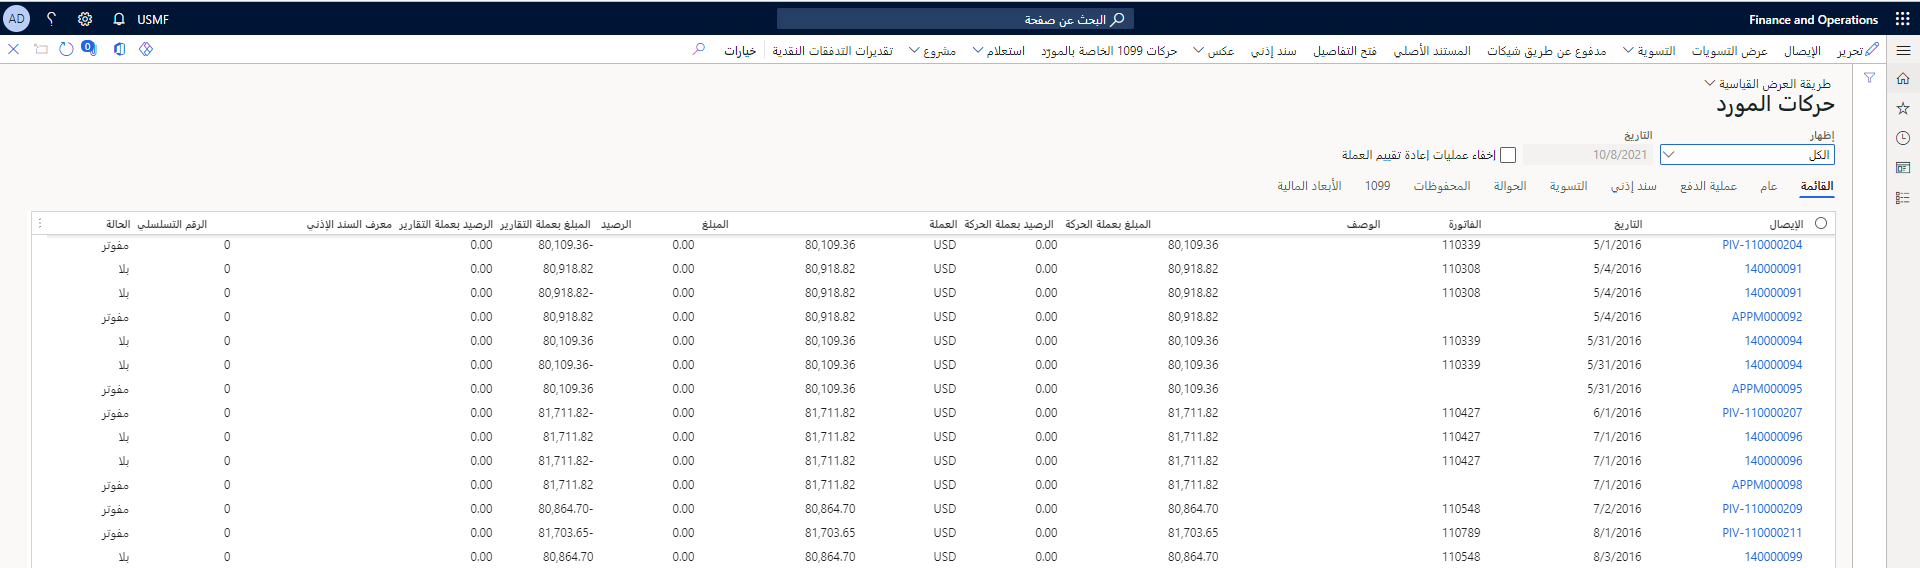 Finance and Operations البحث عن صفحة USMF ؟ AD
تحرير الإيصال عرض التسويات التسوية مدفوع عن طريق شيكات المستند الأصلي فتح التفاصيل سند إذني عكس حركات 1099 الخاصة بالمورّد استعلام مشروع تقديرات التدفقات النقدية خيارات 0
طريقة العرض القياسية
حركات المورد
إظهار التاريخ
الكل 10/8/2021 إخفاء عمليات إعادة تقييم العملة
القائمة عام عملية الدفع سند إذني التسوية الحوالة المحفوظات 1099 الأبعاد المالية
الإيصال التاريخ الفاتورة الوصف المبلغ بعملة الحركة الرصيد بعملة الحركة العملة المبلغ الرصيد المبلغ بعملة التقارير الرصيد بعملة التقارير معرف السند الإذني الرقم التسلسلي الحالة
PIV-110000204 5/1/2016 110339 80,109.36 0.00 USD 80,109.36 0.00 80,109.36- 0.00 0 مفوتر
140000091 5/4/2016 110308 80,918.82 0.00 USD 80,918.82 0.00 80,918.82 0.00 0 بلا
140000091 5/4/2016 110308 80,918.82 0.00 USD 80,918.82 0.00 80,918.82- 0.00 0 بلا
APPM000092 5/4/2016 80,918.82 0.00 USD 80,918.82 0.00 80,918.82 0.00 0 مفوتر
140000094 5/31/2016 110339 80,109.36 0.00 USD 80,109.36 0.00 80,109.36 0.00 0 بلا
140000094 5/31/2016 110339 80,109.36 0.00 USD 80,109.36 0.00 80,109.36- 0.00 0 بلا
APPM000095 5/31/2016 80,109.36 0.00 USD 80,109.36 0.00 80,109.36 0.00 0 مفوتر
PIV-110000207 6/1/2016 110427 81,711.82 0.00 USD 81,711.82 0.00 81,711.82- 0.00 0 مفوتر
140000096 7/1/2016 110427 81,711.82 0.00 USD 81,711.82 0.00 81,711.82 0.00 0 بلا
140000096 7/1/2016 110427 81,711.82 0.00 USD 81,711.82 0.00 81,711.82- 0.00 0 بلا
APPM000098 7/1/2016 81,711.82 0.00 USD 81,711.82 0.00 81,711.82 0.00 0 مفوتر
PIV-110000209 7/2/2016 110548 80,864.70 0.00 USD 80,864.70 0.00 80,864.70- 0.00 0 مفوتر
PIV-110000211 8/1/2016 110789 81,703.65 0.00 USD 81,703.65 0.00 81,703.65- 0.00 0 مفوتر
140000099 8/3/2016 110548 80,864.70 0.00 USD 80,864.70 0.00 80,864.70 0.00 0 بلا